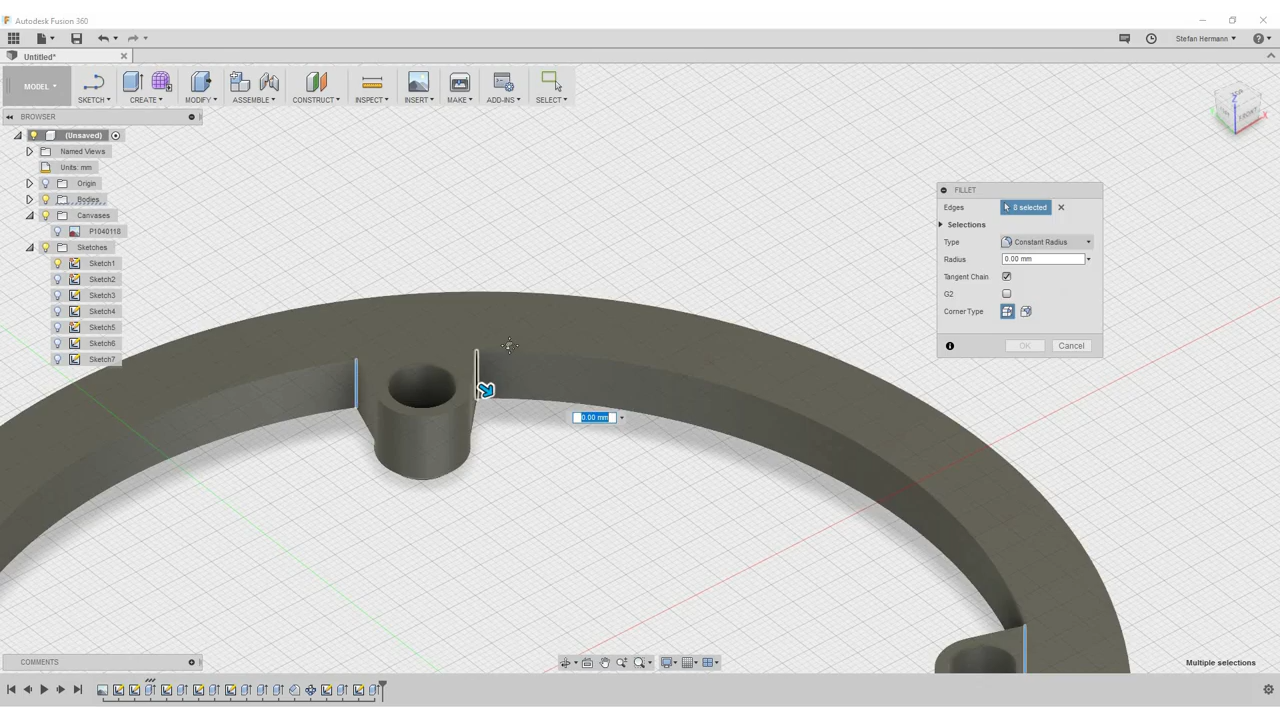 Autodesk Fusion 360
Stefan Hermann
Untitled*
MODEL
SKETCH
CREATE
MODIFY
ASSEMBLE
CONSTRUCT
INSPECT
INSERT
MAKE
ADD-INS
SELECT
BROWSER
(Unsaved)
Named Views
Units: mm
Origin
Bodies
Canvases
P1040118
Sketches
Sketch1
Sketch2
Sketch3
Sketch4
Sketch5
Sketch6
Sketch7
Z
X
FILLET
Edges
8 selected
Selections
Type
Constant Radius
Radius
0.00 mm
Tangent Chain
G2
Corner Type
OK
Cancel
0.00 mm
COMMENTS
Multiple selections